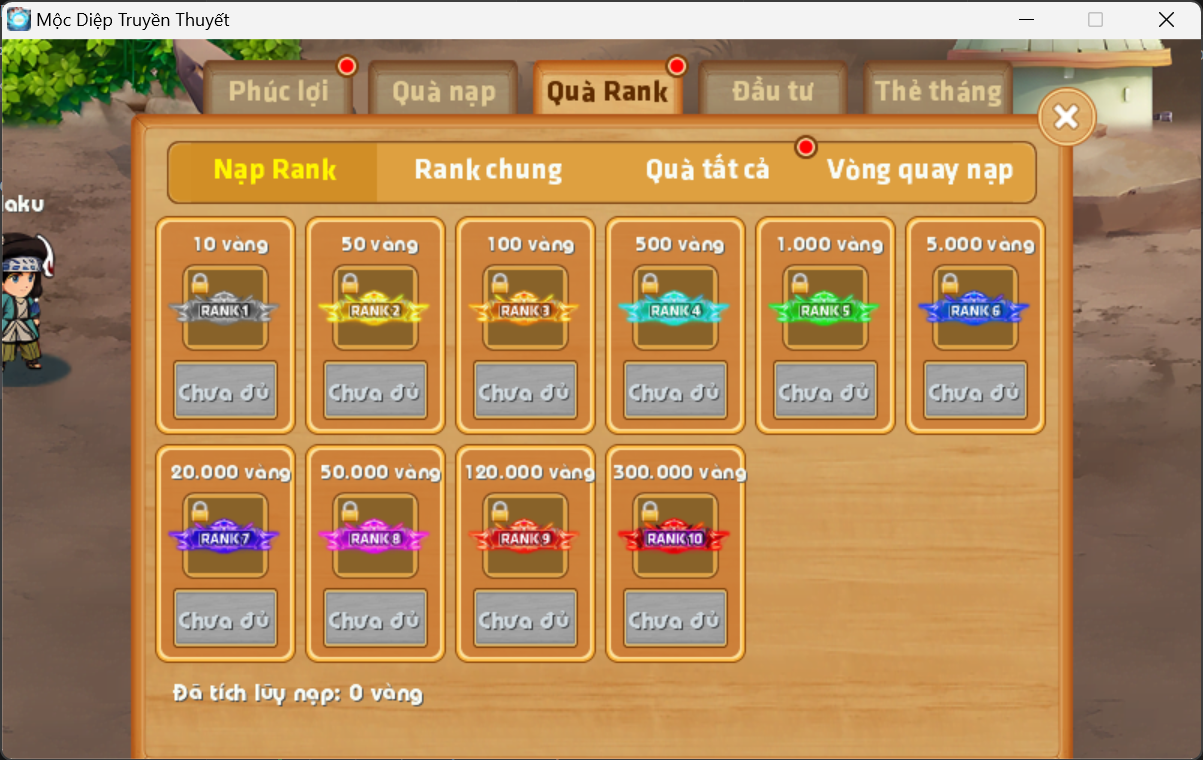 Mộc Diệp Truyền Thuyết
Phúc lợi Quà nạp Quà Rank Đầu tư Thẻ tháng
Nạp Rank Rank chung Quà tất cả Vòng quay nạp
aku
10 vàng 50 vàng 100 vàng 500 vàng 1.000 vàng 5.000 vàng
RANK 1 RANK 2 RANK 3 RANK 4 RANK 5 RANK 6
Chưa đủ Chưa đủ Chưa đủ Chưa đủ Chưa đủ Chưa đủ
20.000 vàng 50.000 vàng 120.000 vàng 300.000 vàng
RANK 7 RANK 8 RANK 9 RANK 10
Chưa đủ Chưa đủ Chưa đủ Chưa đủ
Đã tích lũy nạp: 0 vàng